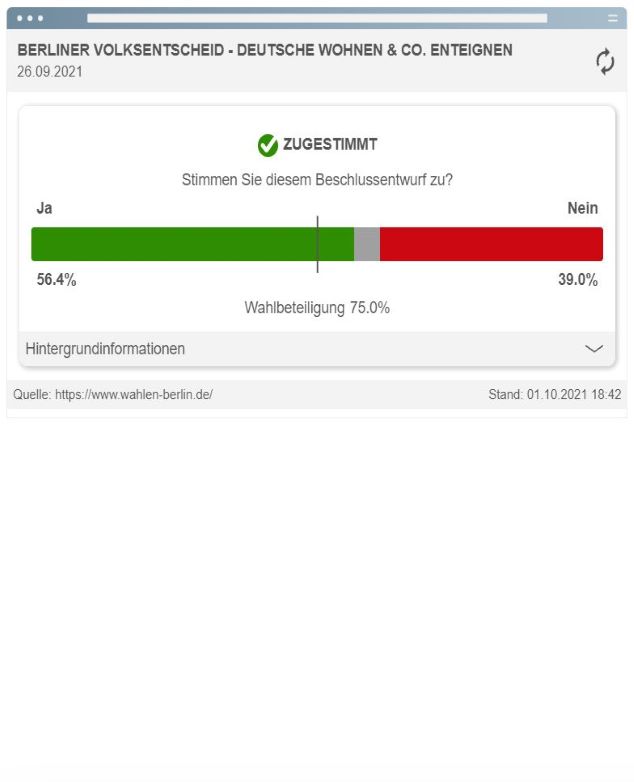 BERLINER VOLKSENTSCHEID - DEUTSCHE WOHNEN & CO. ENTEIGNEN
26.09.2021
ZUGESTIMMT
Stimmen Sie diesem Beschlussentwurf zu?
Ja Nein
56.4% 39.0%
Wahlbeteiligung 75.0%
Hintergrundinformationen
Quelle: https://www.wahlen-berlin.de/ Stand: 01.10.2021 18:42